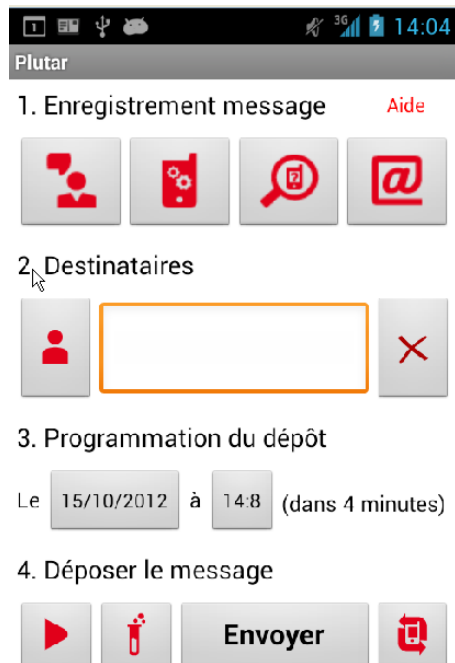 1 3G 14:04
Plutar
1. Enregistrement message Aide
?
@
2. Destinataires
3. Programmation du dépôt
Le 15/10/2012 à 14:8 (dans 4 minutes)
4. Déposer le message
Envoyer